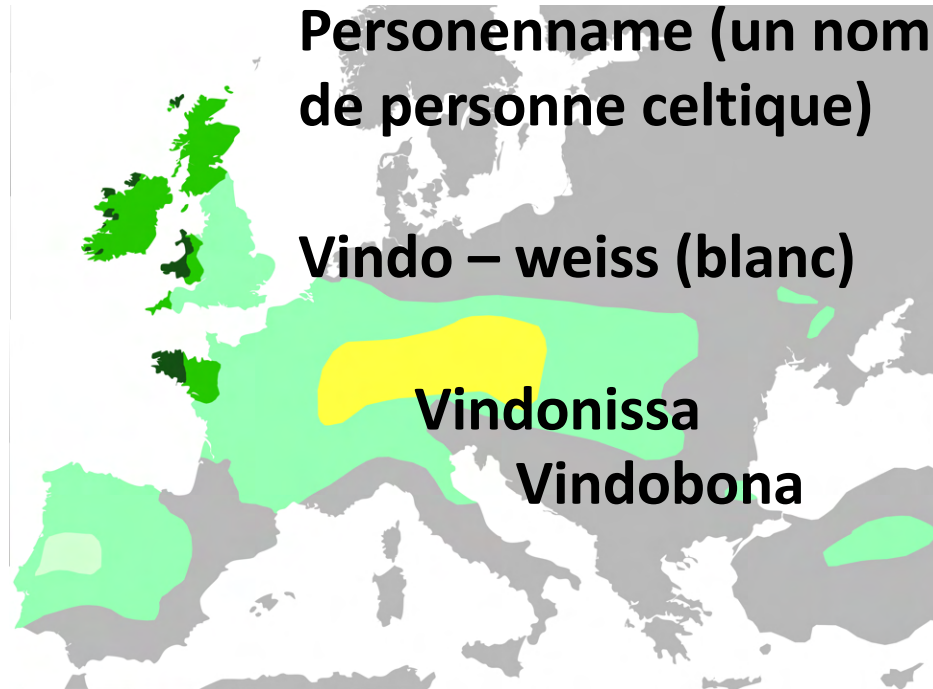 Personenname (un nom
de personne celtique)
Vindo – weiss (blanc)
Vindonissa
Vindobona